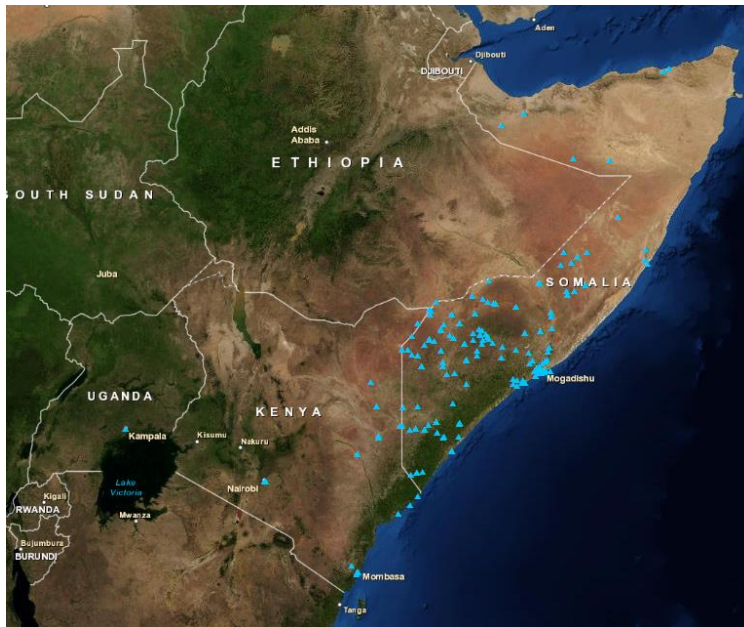 Aden
Djibouti
DJIBOUTI
Addis
Ababa
ETHIOPIA
SOUTH SUDAN
Juba
SOMALIA
Mogadishu
UGANDA
Kampala
KENYA
Kisumu
Nakuru
Lake
Victoria
Nairobi
Kigali
RWANDA
Mwanza
Bujumbura
BURUNDI
Mombasa
Tanga